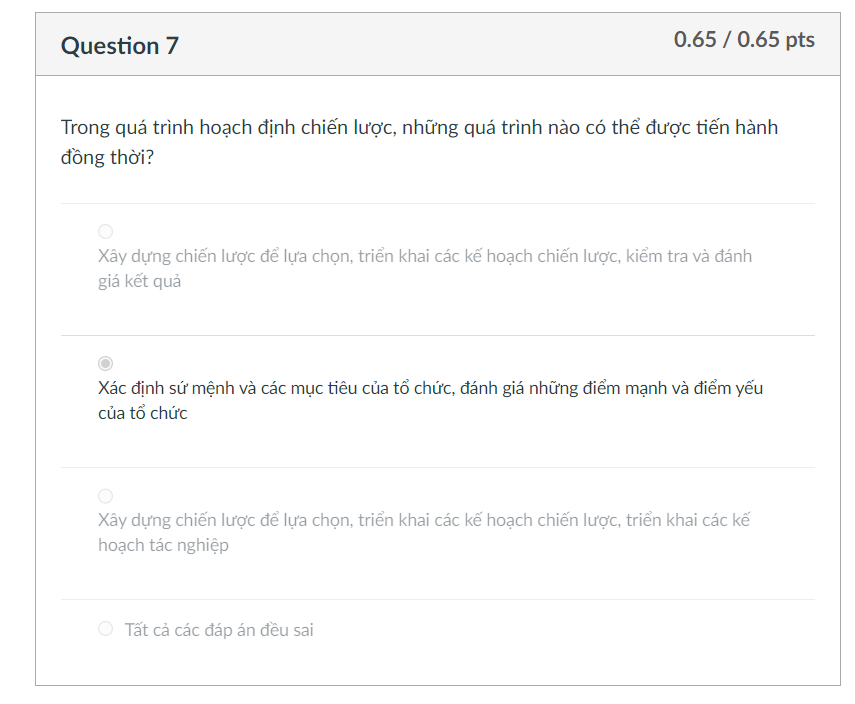 Question 7
0.65 / 0.65 pts
Trong quá trình hoạch định chiến lược, những quá trình nào có thể được tiến hành
đồng thời?
Xây dựng chiến lược để lựa chọn, triển khai các kế hoạch chiến lược, kiểm tra và đánh
giá kết quả
Xác định sứ mệnh và các mục tiêu của tổ chức, đánh giá những điểm mạnh và điểm yếu
của tổ chức
Xây dựng chiến lược để lựa chọn, triển khai các kế hoạch chiến lược, triển khai các kế
hoạch tác nghiệp
Tất cả các đáp án đều sai